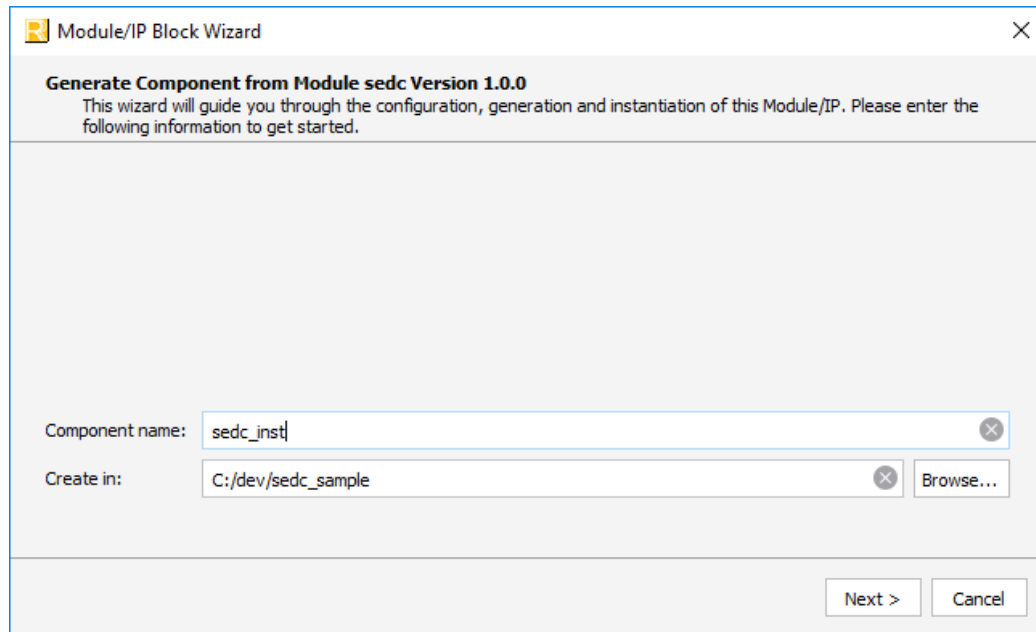 Module/IP Block Wizard
Generate Component from Module sedc Version 1.0.0
This wizard will guide you through the configuration, generation and instantiation of this Module/IP. Please enter the
following information to get started.
Component name: sedc_inst
Create in: C:/dev/sedc_sample Browse...
Next > Cancel